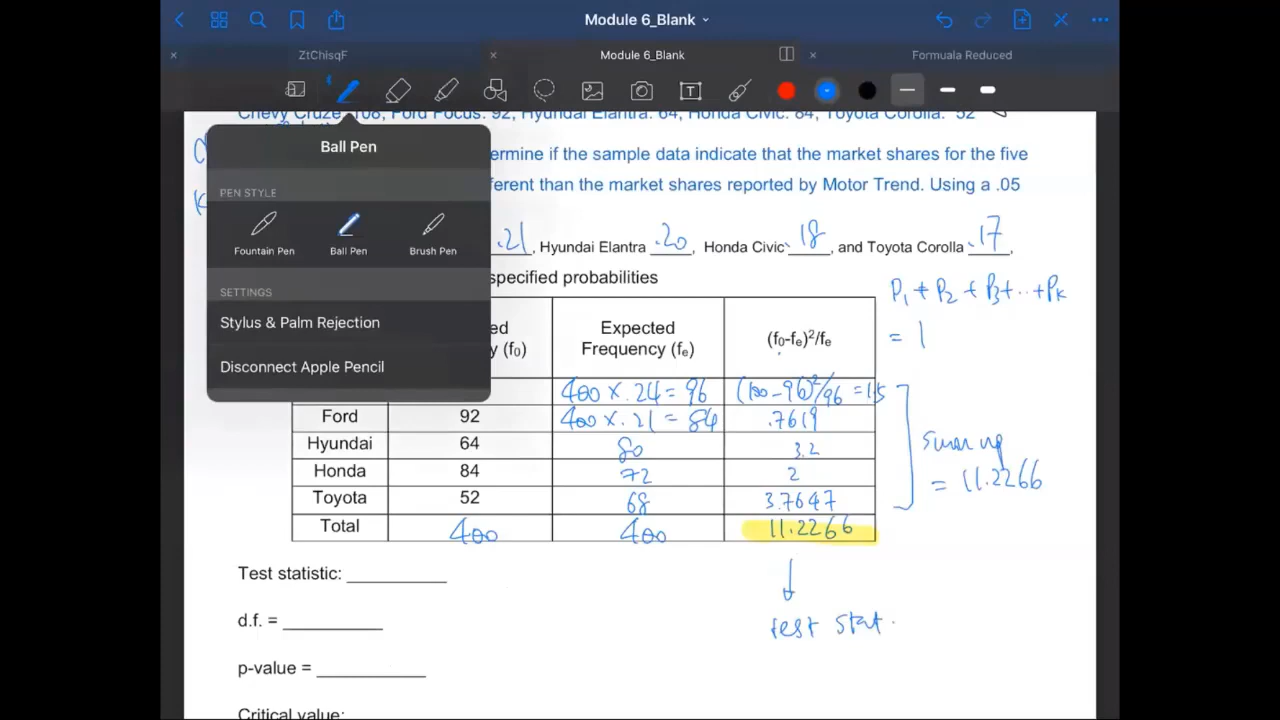 Module 6_Blank
ZtChisqF
Module 6_Blank
Formuala Reduced
T
Chevy Cruze 108, Ford Focus: 92, Hyundai Elantra: 64, Honda Civic: 84, Toyota Corolla: 52
ermine if the sample data indicate that the market shares for the five
ferent than the market shares reported by Motor Trend. Using a .05
Ball Pen
PEN STYLE
Fountain Pen Ball Pen Brush Pen
SETTINGS
Stylus & Palm Rejection
Disconnect Apple Pencil
.21, Hyundai Elantra .20, Honda Civic .18, and Toyota Corolla .17,
specified probabilities
P1 + P2 + P3+..+Pk
= 1
ed
y (f0)
Expected
Frequency (fe)
(f0-fe)2/fe
400 x .24 = 96 (108-96)2/96 = 1.5
Ford 92 400 x .21 = 84 .7619
Hyundai 64 80 3.2
Honda 84 72 2
Toyota 52 68 3.7647
Total 400 400 11.2266
= 11.2266
Test statistic:
test stat.
d.f. =
p-value =
Critical value: